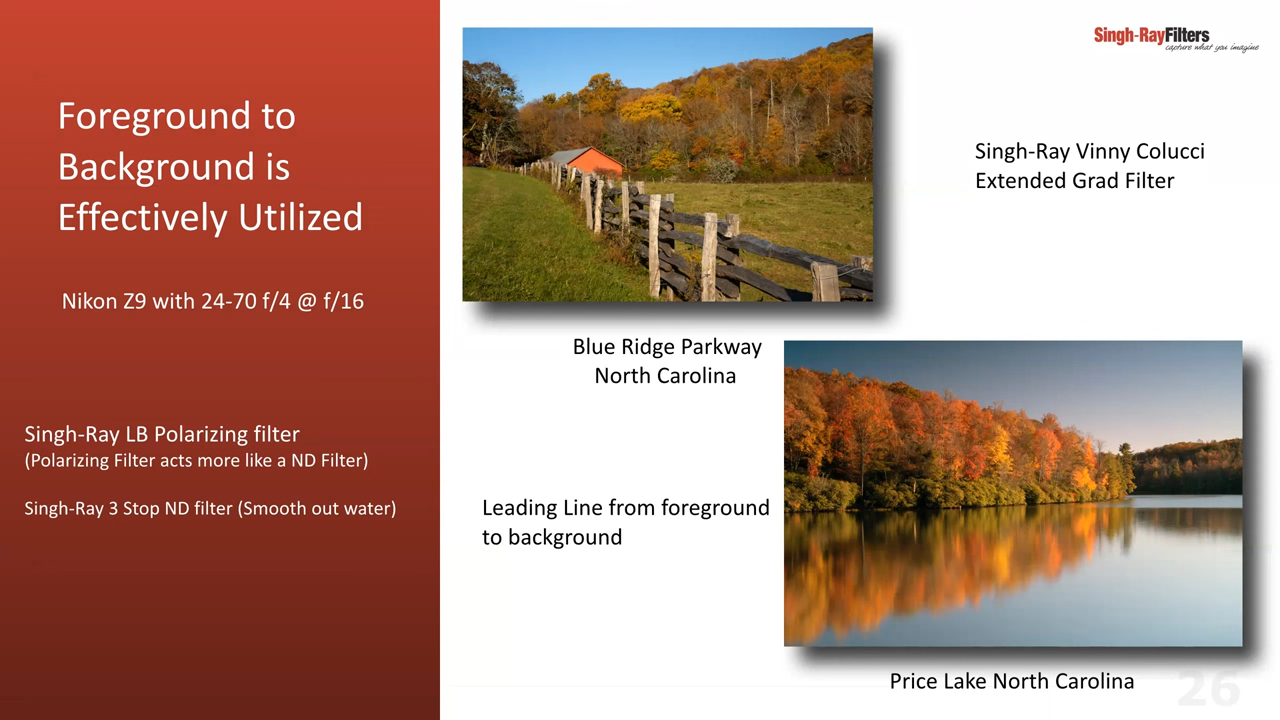 Foreground to
Background is
Effectively Utilized
Nikon Z9 with 24-70 f/4 @ f/16
Singh-Ray LB Polarizing filter
(Polarizing Filter acts more like a ND Filter)
Singh-Ray 3 Stop ND filter (Smooth out water)
Singh-RayFilters
capture what you imagine
Singh-Ray Vinny Colucci
Extended Grad Filter
Blue Ridge Parkway
North Carolina
Leading Line from foreground
to background
Price Lake North Carolina
26